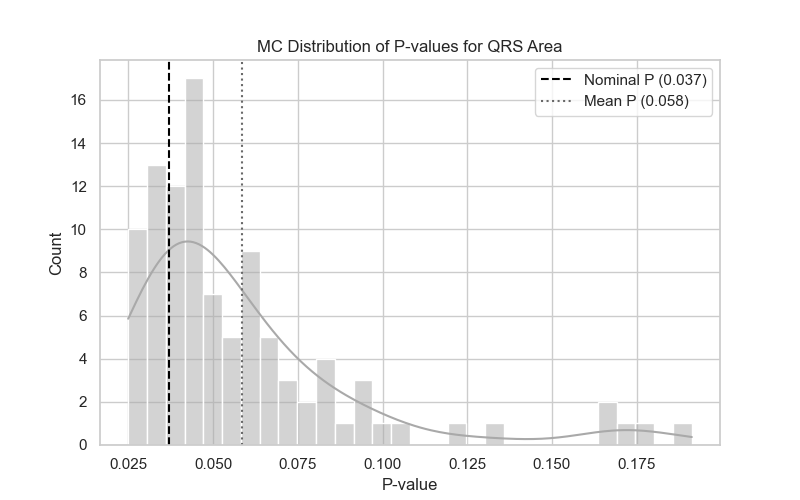 MC Distribution of P-values for QRS Area
Nominal P (0.037)
Mean P (0.058)
Count
16
14
12
10
8
6
4
2
0
0.025 0.050 0.075 0.100 0.125 0.150 0.175
P-value